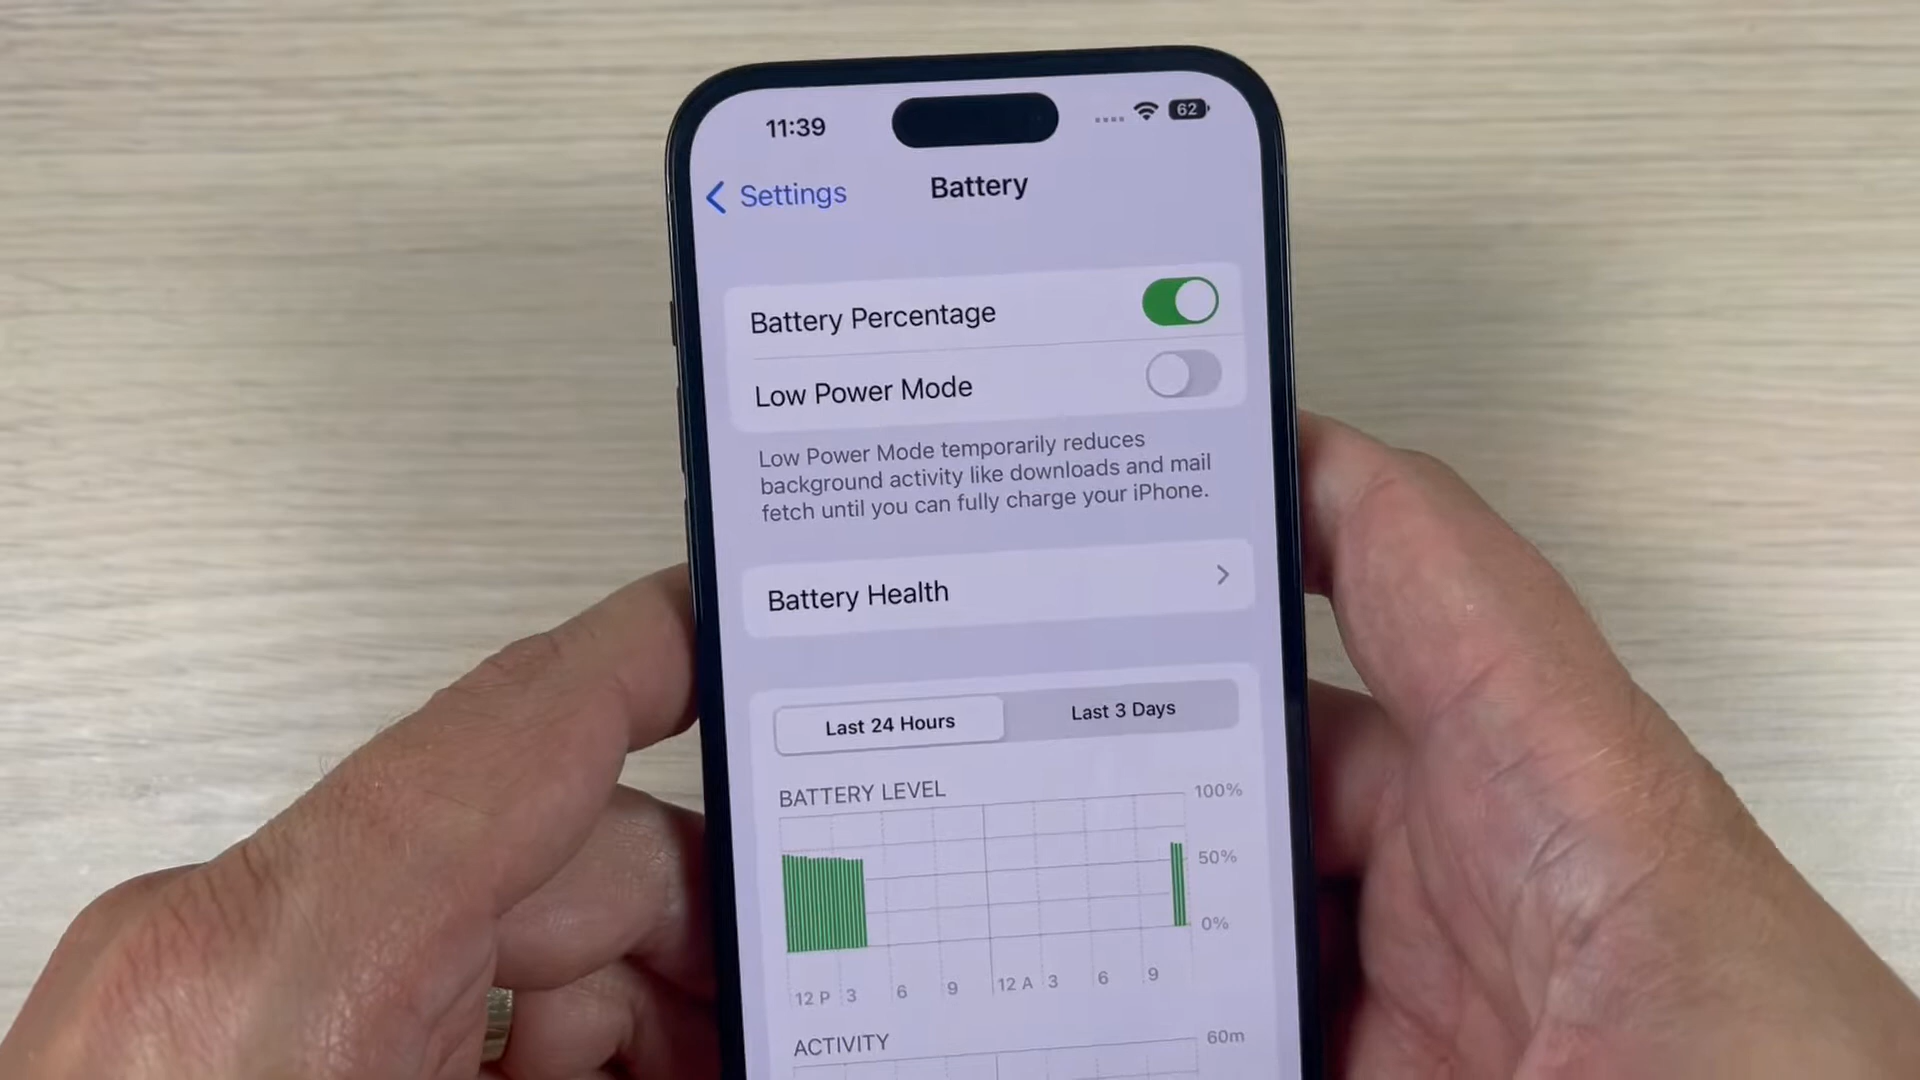 11:39
62
Settings
Battery
Battery Percentage
Low Power Mode
Low Power Mode temporarily reduces
background activity like downloads and mail
fetch until you can fully charge your iPhone.
Battery Health
Last 24 Hours
Last 3 Days
BATTERY LEVEL
100%
50%
0%
12 P 3 6 9 12 A 3 6 9
ACTIVITY
60m